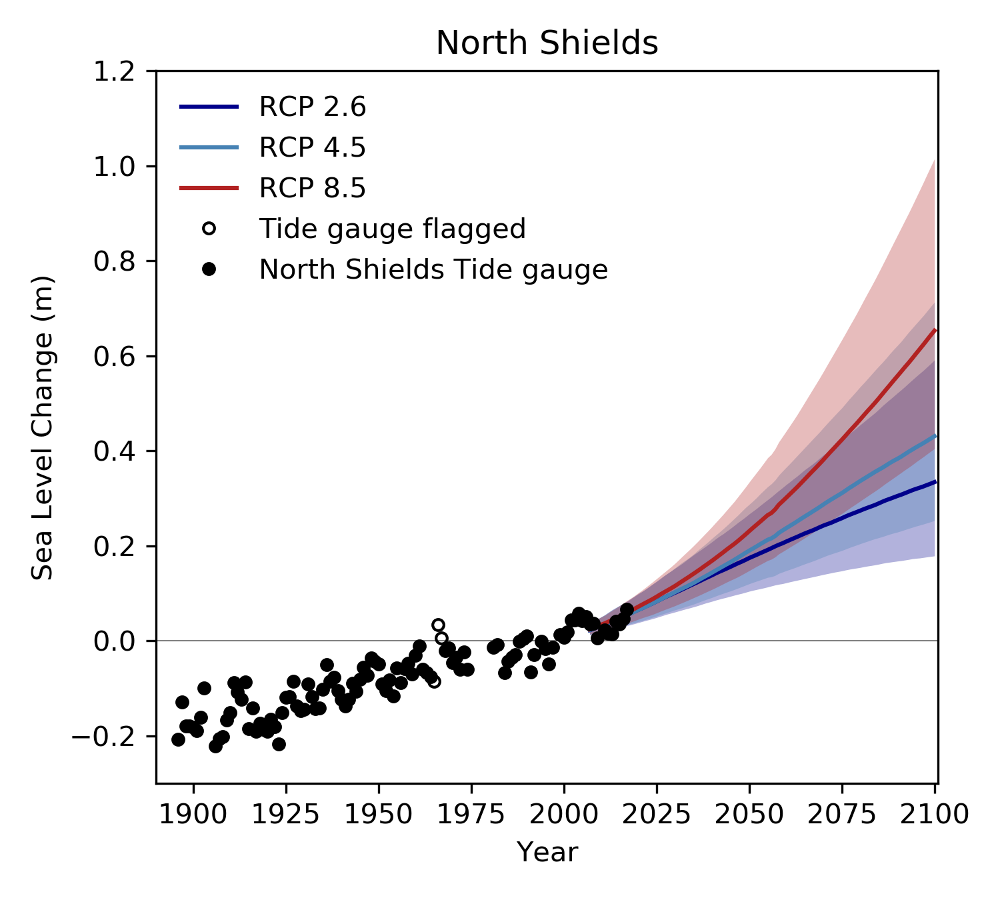 North Shields
1.2
1.0
0.8
0.6
0.4
0.2
0.0
−0.2
Sea Level Change (m)
RCP 2.6
RCP 4.5
RCP 8.5
Tide gauge flagged
North Shields Tide gauge
1900 1925 1950 1975 2000 2025 2050 2075 2100
Year